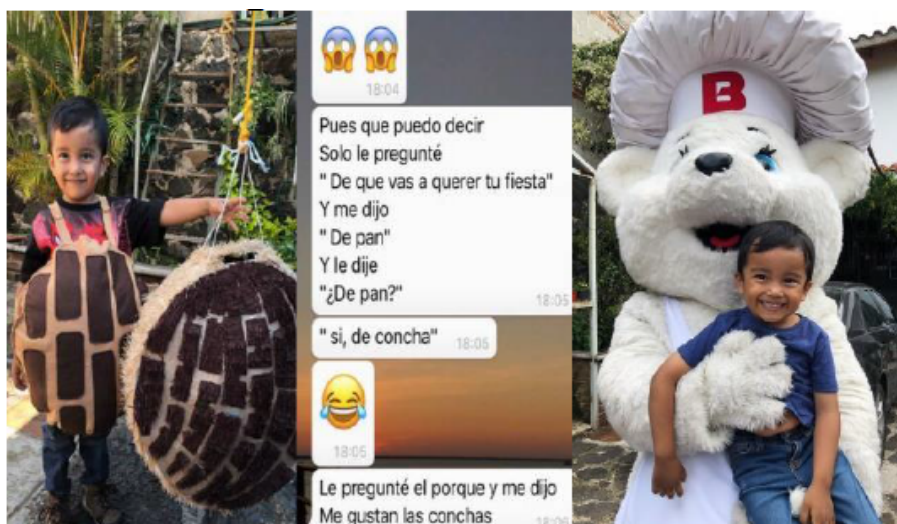 18:04
Pues que puedo decir
Solo le pregunté
" De que vas a querer tu fiesta"
Y me dijo
" De pan"
Y le dije
"¿De pan?"
18:05
" si, de concha"
18:05
18:05
Le pregunté el porque y me dijo
Me gustan las conchas
18:06
B